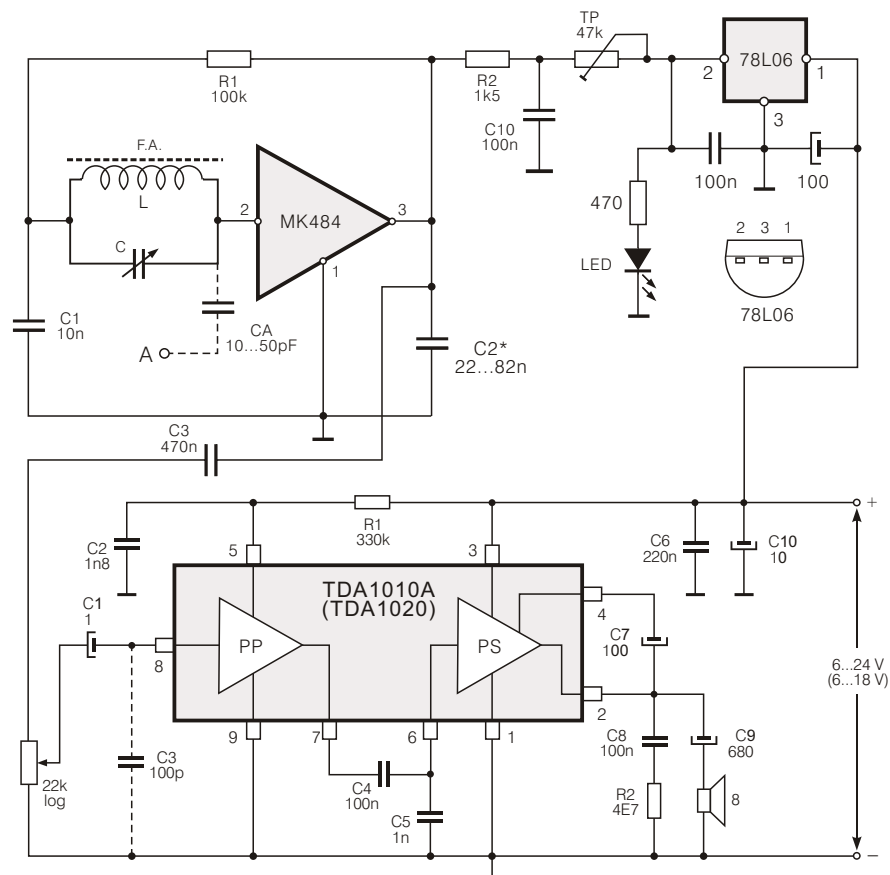 TP
47k
R1
100k
R2
1k5
C10
100n
2
78L06
1
3
100n
100
F.A.
L
C
2
MK484
3
1
470
LED
2 3 1
78L06
C1
10n
CA
10...50pF
A
C2*
22...82n
C3
470n
+
R1
330k
C2
1n8
C6
220n
C10
10
5
3
TDA1010A
(TDA1020)
C1
1
PP
PS
4
C7
100
8
2
6...24 V
(6...18 V)
9
7
6
1
C8
100n
C9
680
22k
log
C3
100p
C4
100n
C5
1n
R2
4E7
8
–